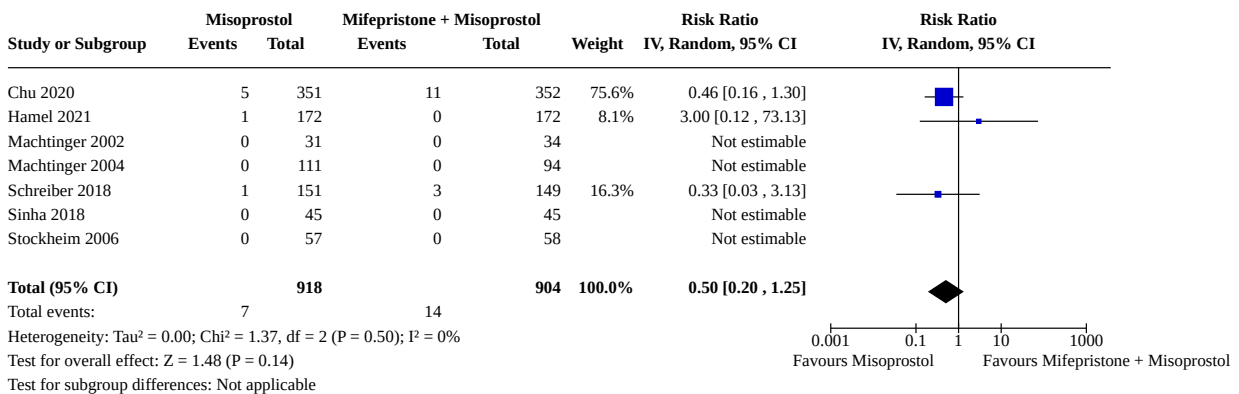 Misoprostol Mifepristone + Misoprostol Risk Ratio Risk Ratio
Study or Subgroup Events Total Events Total Weight IV, Random, 95% CI IV, Random, 95% CI
Chu 2020 5 351 11 352 75.6% 0.46 [0.16 , 1.30]
Hamel 2021 1 172 0 172 8.1% 3.00 [0.12 , 73.13]
Machtinger 2002 0 31 0 34 Not estimable
Machtinger 2004 0 111 0 94 Not estimable
Schreiber 2018 1 151 3 149 16.3% 0.33 [0.03 , 3.13]
Sinha 2018 0 45 0 45 Not estimable
Stockheim 2006 0 57 0 58 Not estimable
Total (95% CI) 918 904 100.0% 0.50 [0.20 , 1.25]
Total events: 7 14
Heterogeneity: Tau² = 0.00; Chi² = 1.37, df = 2 (P = 0.50); I² = 0%
0.001 0.1 1 10 1000
Test for overall effect: Z = 1.48 (P = 0.14) Favours Misoprostol Favours Mifepristone + Misoprostol
Test for subgroup differences: Not applicable